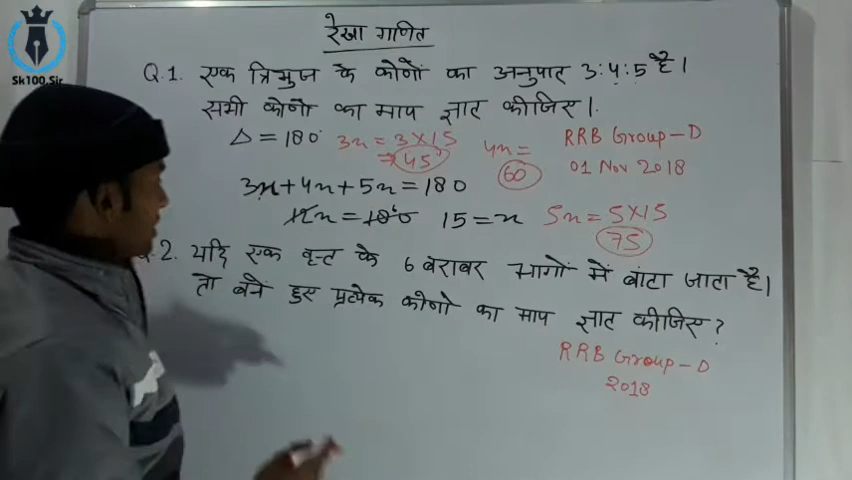 Sk100.Sir
रेखा गणित
Q.1. एक त्रिभुज के कोणों का अनुपात 3:4:5 है।
सभी कोणो का माप ज्ञात कीजिए।
△ = 180° 3x = 3×15 4x = RRB Group-D
⇒ 45° 60 01 Nov 2018
3x+4x+5x = 180
12x = 180 15 = x 5x = 5×15
75
2. यदि एक वृत्त के 6 बराबर भागों में बांटा जाता है।
तो बने हुए प्रत्येक कोणो का माप ज्ञात कीजिए?
RRB Group-D
2018